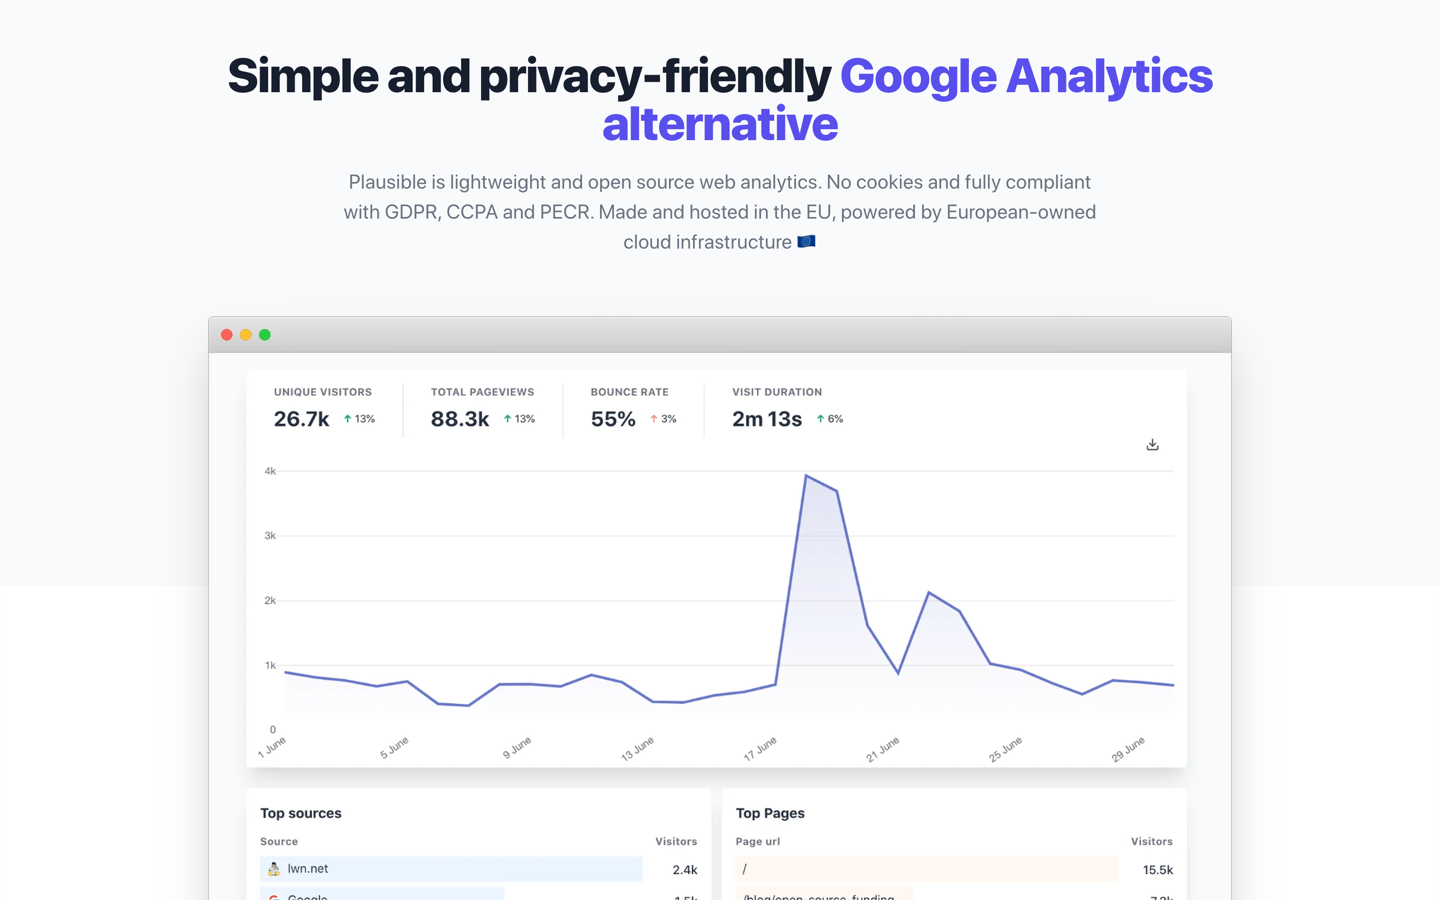 Simple and privacy-friendly Google Analytics
alternative
Plausible is lightweight and open source web analytics. No cookies and fully compliant
with GDPR, CCPA and PECR. Made and hosted in the EU, powered by European-owned
cloud infrastructure 🇪🇺
UNIQUE VISITORS
26.7k ↑ 13%
TOTAL PAGEVIEWS
88.3k ↑ 13%
BOUNCE RATE
55% ↑ 3%
VISIT DURATION
2m 13s ↑ 6%
4k
3k
2k
1k
0
1 June
5 June
9 June
13 June
17 June
21 June
25 June
29 June
Top sources
Source Visitors
lwn.net 2.4k
Google 1.5k
Top Pages
Page url Visitors
/ 15.5k
/blog/open-source-funding 7.2k